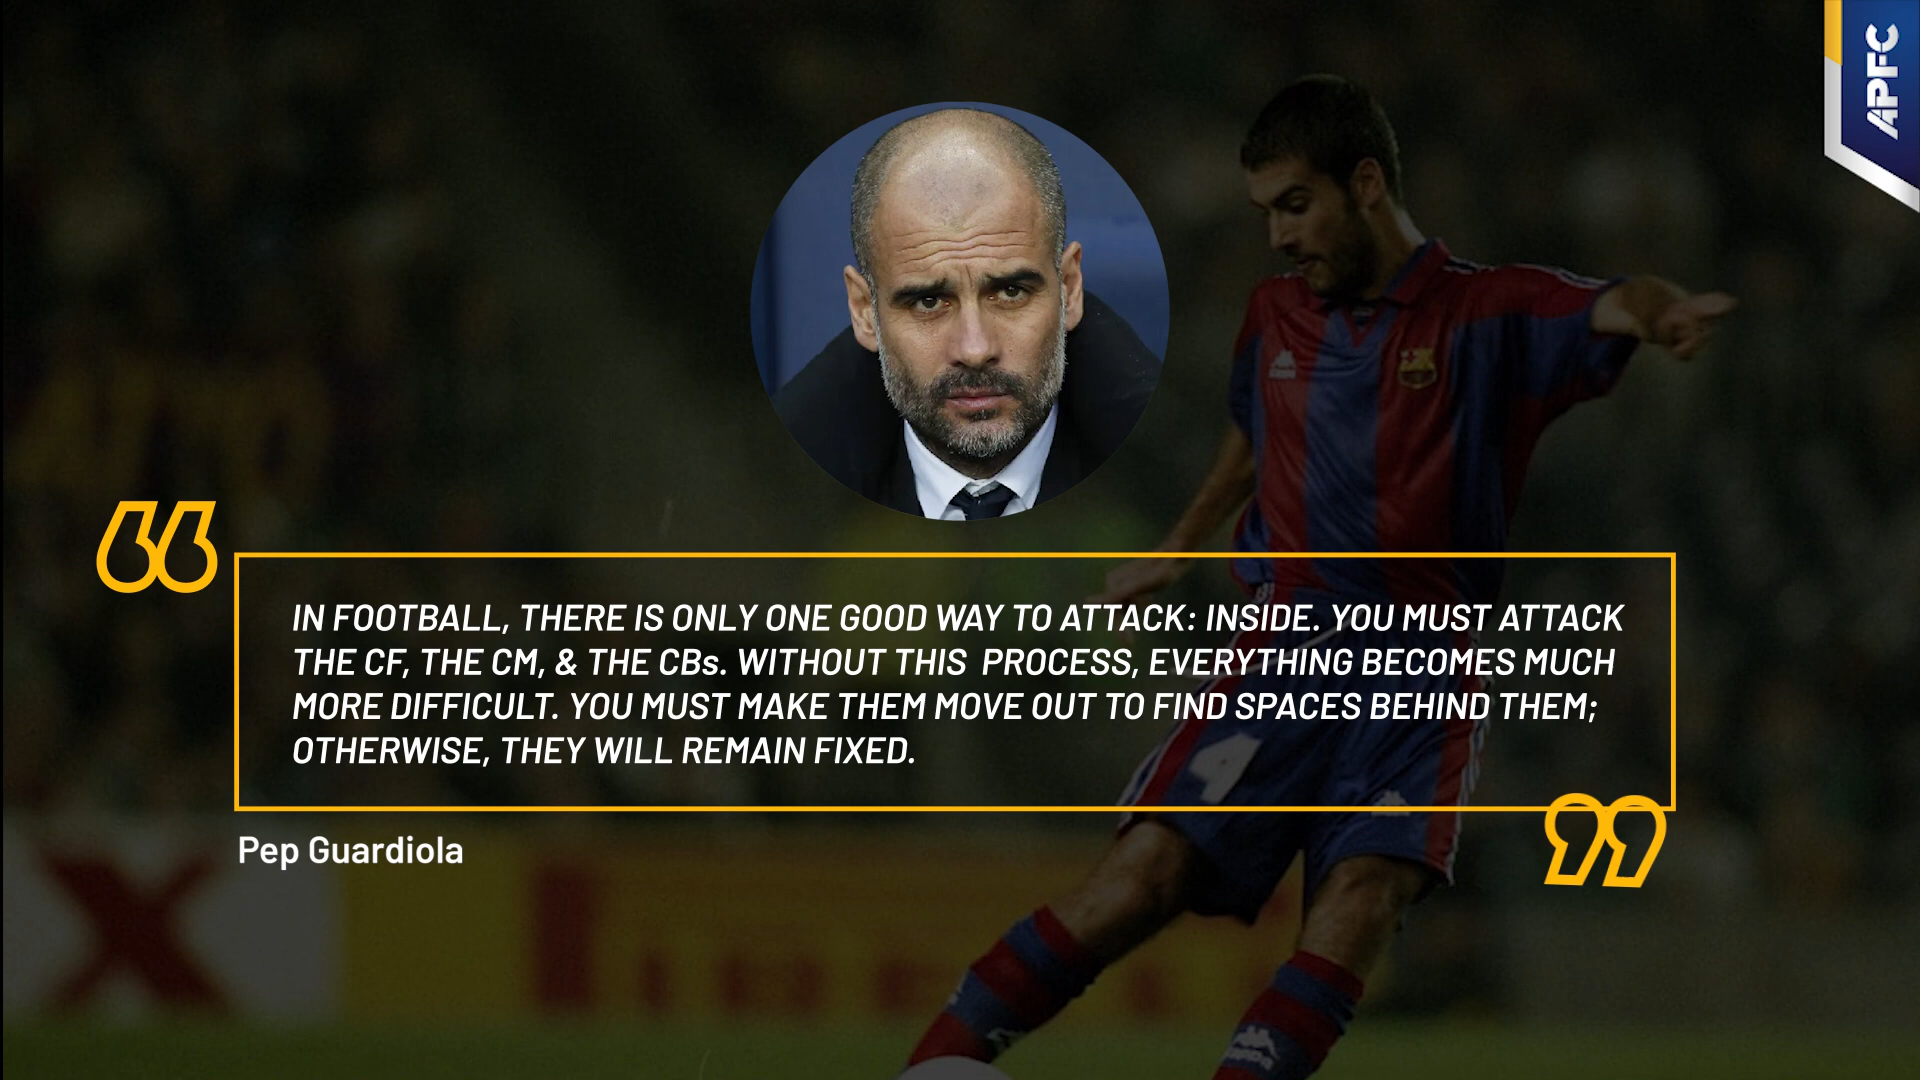 APFC
IN FOOTBALL, THERE IS ONLY ONE GOOD WAY TO ATTACK: INSIDE. YOU MUST ATTACK
THE CF, THE CM, & THE CBs. WITHOUT THIS PROCESS, EVERYTHING BECOMES MUCH
MORE DIFFICULT. YOU MUST MAKE THEM MOVE OUT TO FIND SPACES BEHIND THEM;
OTHERWISE, THEY WILL REMAIN FIXED.
Pep Guardiola
4
Kappa